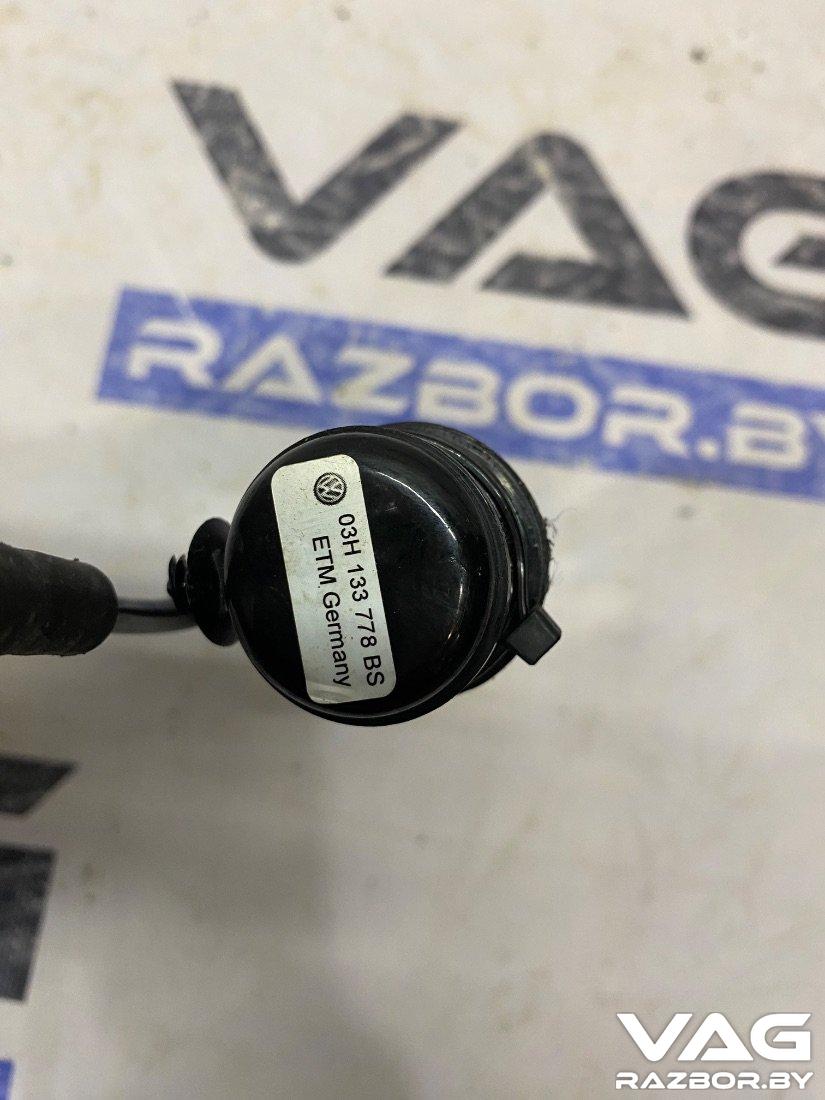 VAG
RAZBOR.BY
03H 133 778 BS
ETM Germany
VAG
RAZBOR.BY